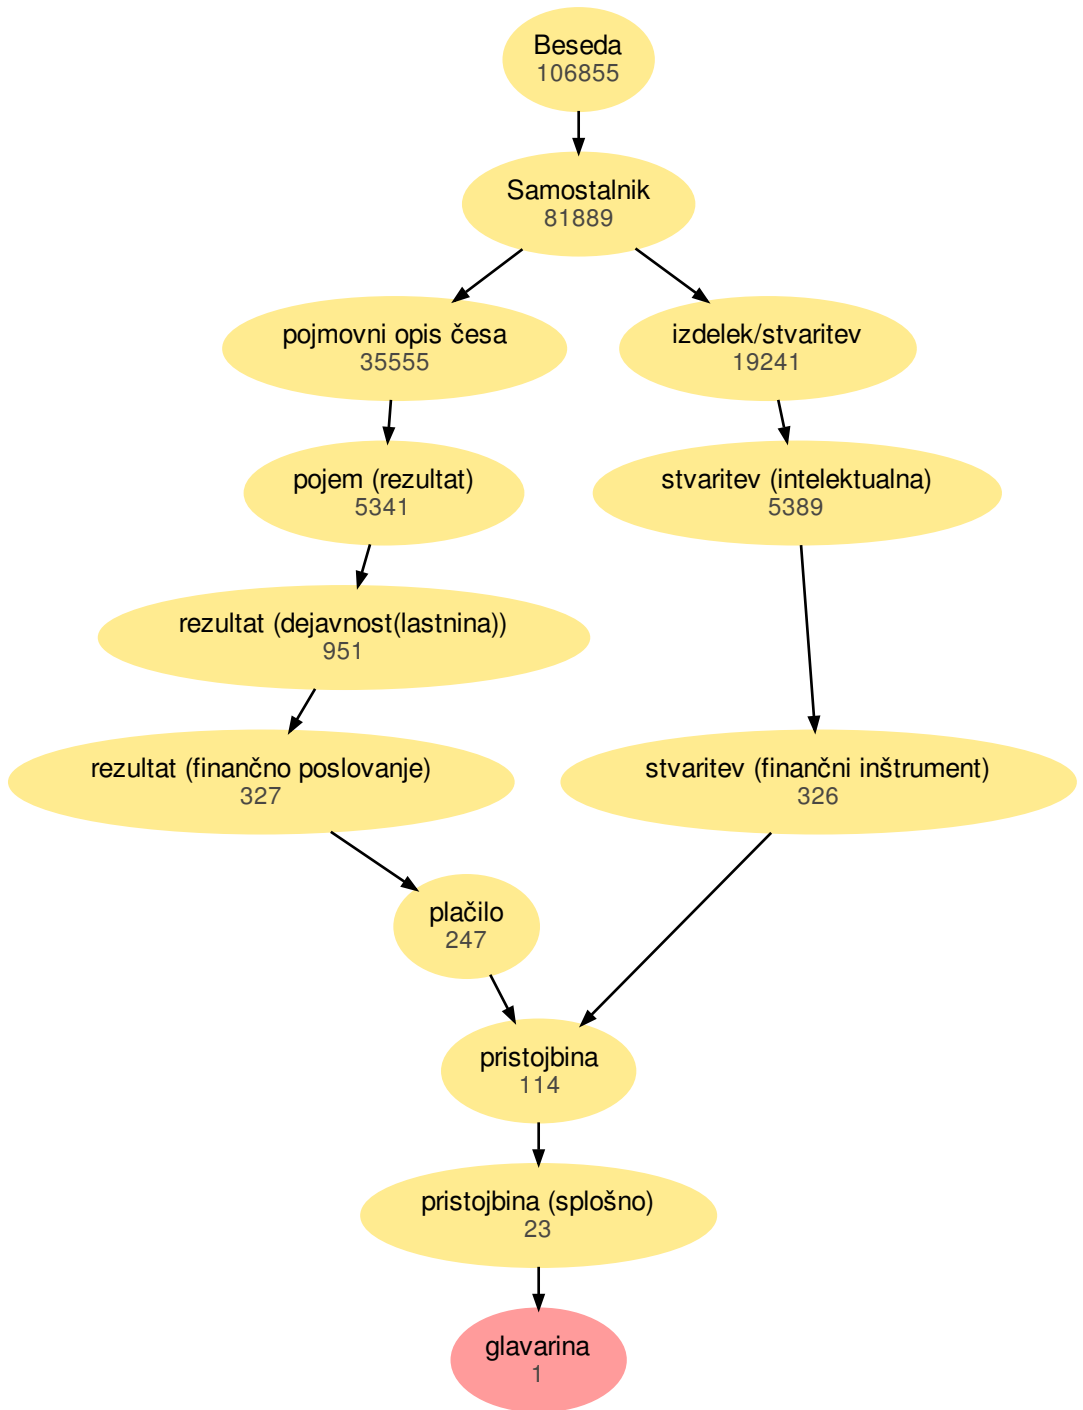 Beseda
106855
Samostalnik
81889
pojmovni opis česa
35555
izdelek/stvaritev
19241
pojem (rezultat)
5341
stvaritev (intelektualna)
5389
rezultat (dejavnost(lastnina))
951
rezultat (finančno poslovanje)
327
stvaritev (finančni inštrument)
326
plačilo
247
pristojbina
114
pristojbina (splošno)
23
glavarina
1